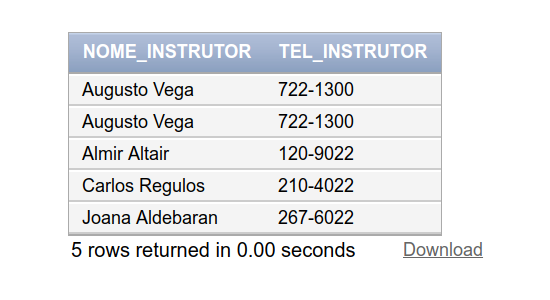 NOME_INSTRUTOR TEL_INSTRUTOR
Augusto Vega 722-1300
Augusto Vega 722-1300
Almir Altair 120-9022
Carlos Regulos 210-4022
Joana Aldebaran 267-6022
5 rows returned in 0.00 seconds Download